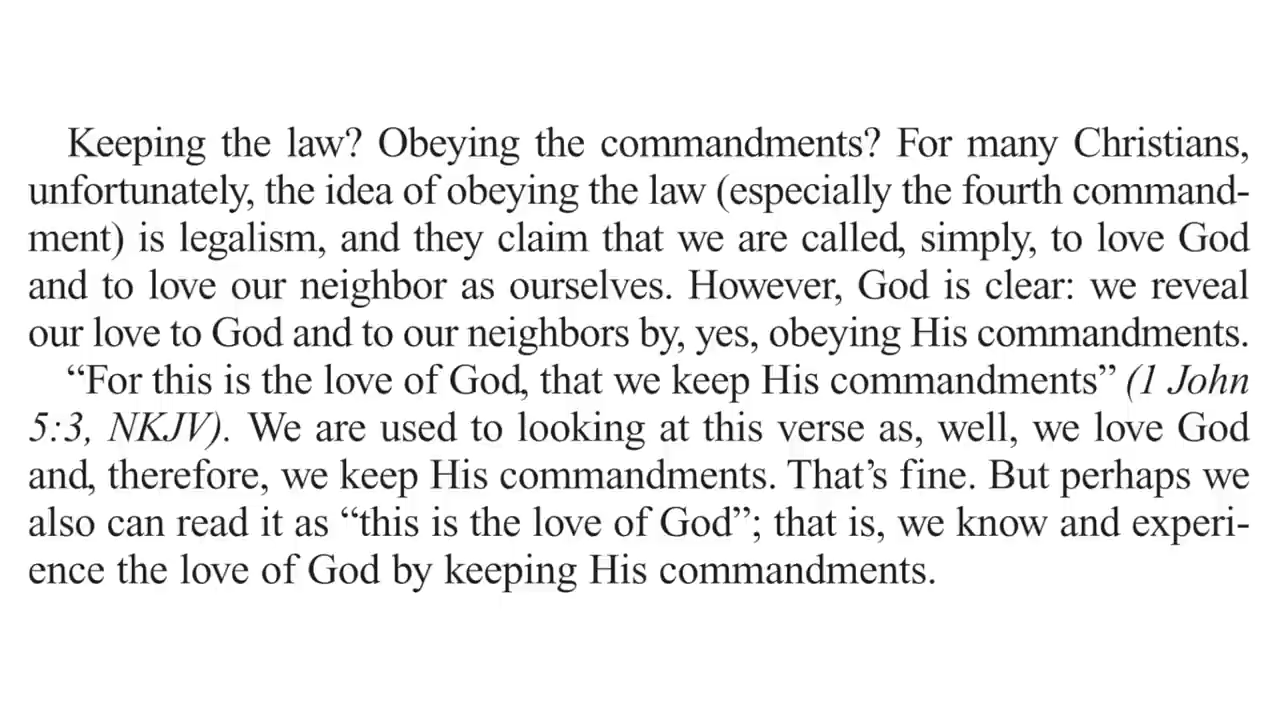 Keeping the law? Obeying the commandments? For many Christians,
unfortunately, the idea of obeying the law (especially the fourth command-
ment) is legalism, and they claim that we are called, simply, to love God
and to love our neighbor as ourselves. However, God is clear: we reveal
our love to God and to our neighbors by, yes, obeying His commandments.
“For this is the love of God, that we keep His commandments” (1 John
5:3, NKJV). We are used to looking at this verse as, well, we love God
and, therefore, we keep His commandments. That’s fine. But perhaps we
also can read it as “this is the love of God”; that is, we know and experi-
ence the love of God by keeping His commandments.